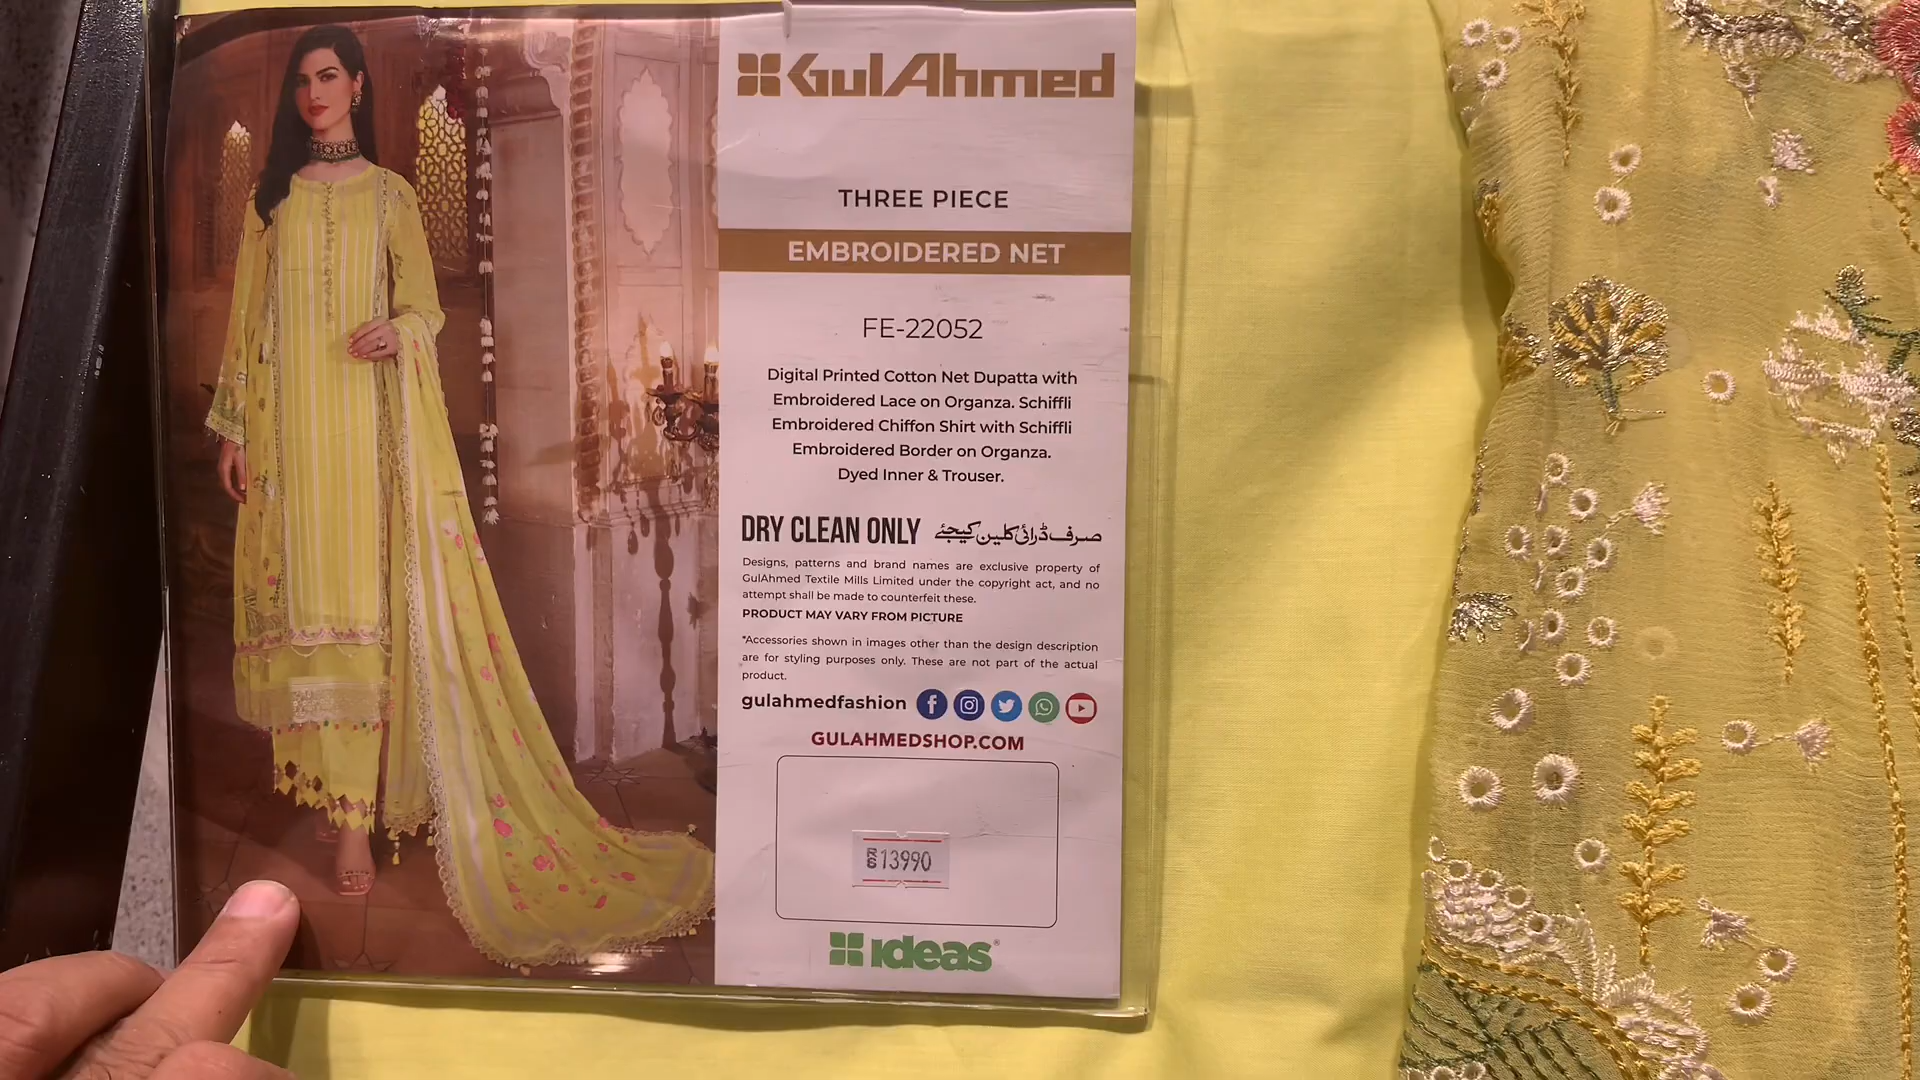 GulAhmed
THREE PIECE
EMBROIDERED NET
FE-22052
Digital Printed Cotton Net Dupatta with
Embroidered Lace on Organza. Schiffli
Embroidered Chiffon Shirt with Schiffli
Embroidered Border on Organza.
Dyed Inner & Trouser.
DRY CLEAN ONLY صرف ڈرائی کلین کیجئے
Designs, patterns and brand names are exclusive property of
GulAhmed Textile Mills Limited under the copyright act, and no
attempt shall be made to counterfeit these.
PRODUCT MAY VARY FROM PICTURE
*Accessories shown in images other than the design description
are for styling purposes only. These are not part of the actual
product.
gulahmedfashion
GULAHMEDSHOP.COM
RS 13990
ideas®